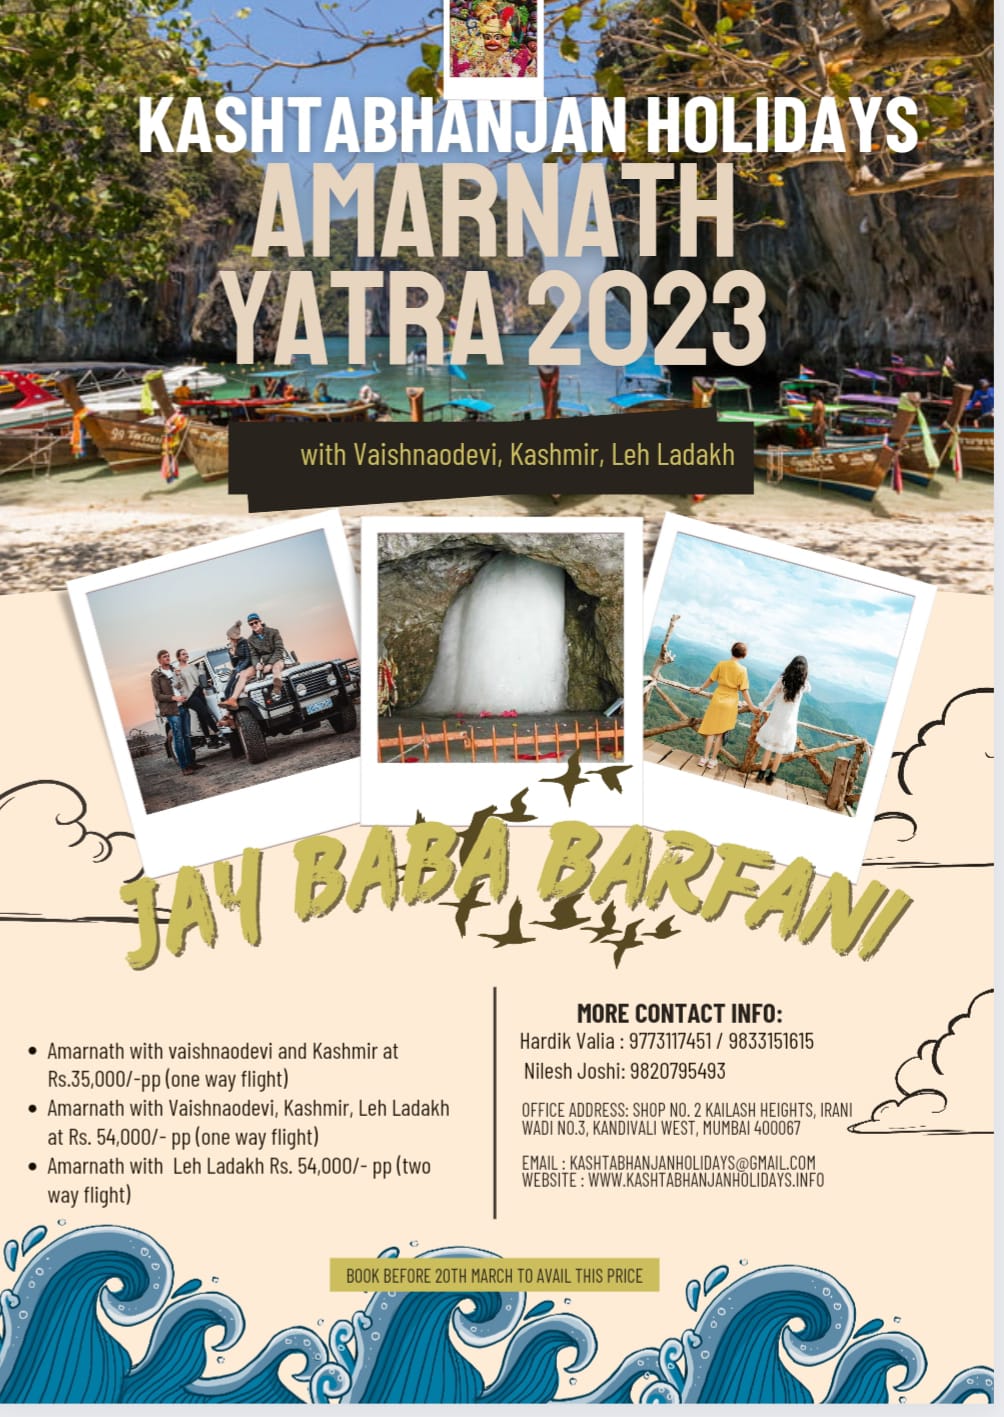 KASHTABHANJAN HOLIDAYS
AMARNATH
YATRA 2023
with Vaishnaodevi, Kashmir, Leh Ladakh
JAY BABA BARFANI
• Amarnath with vaishnaodevi and Kashmir at
Rs.35,000/-pp (one way flight)
• Amarnath with Vaishnaodevi, Kashmir, Leh Ladakh
at Rs. 54,000/- pp (one way flight)
• Amarnath with Leh Ladakh Rs. 54,000/- pp (two
way flight)
MORE CONTACT INFO:
Hardik Valia : 9773117451 / 9833151615
Nilesh Joshi: 9820795493
OFFICE ADDRESS: SHOP NO. 2 KAILASH HEIGHTS, IRANI
WADI NO.3, KANDIVALI WEST, MUMBAI 400067
EMAIL : KASHTABHANJANHOLIDAYS@GMAIL.COM
WEBSITE : WWW.KASHTABHANJANHOLIDAYS.INFO
BOOK BEFORE 20TH MARCH TO AVAIL THIS PRICE